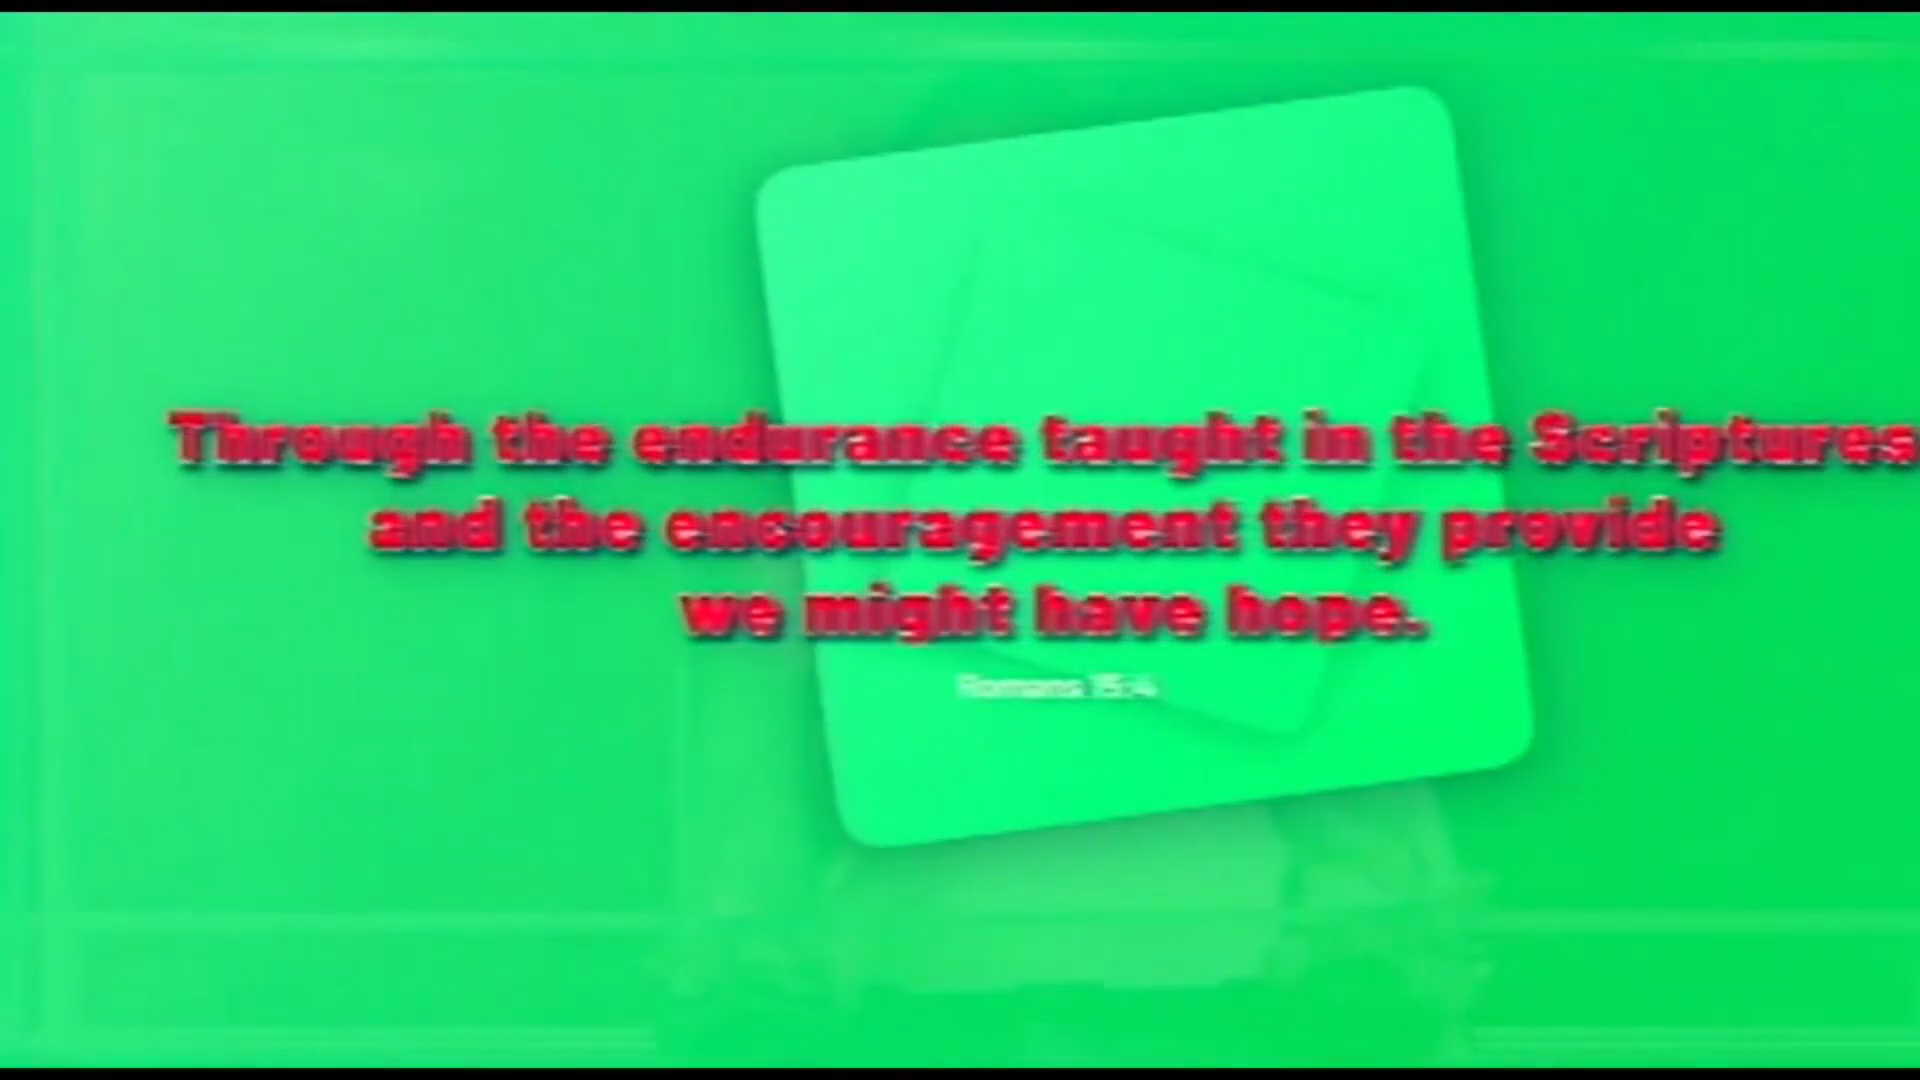 Through the endurance taught in the Scriptures
and the encouragement they provide
we might have hope.
Romans 15:4